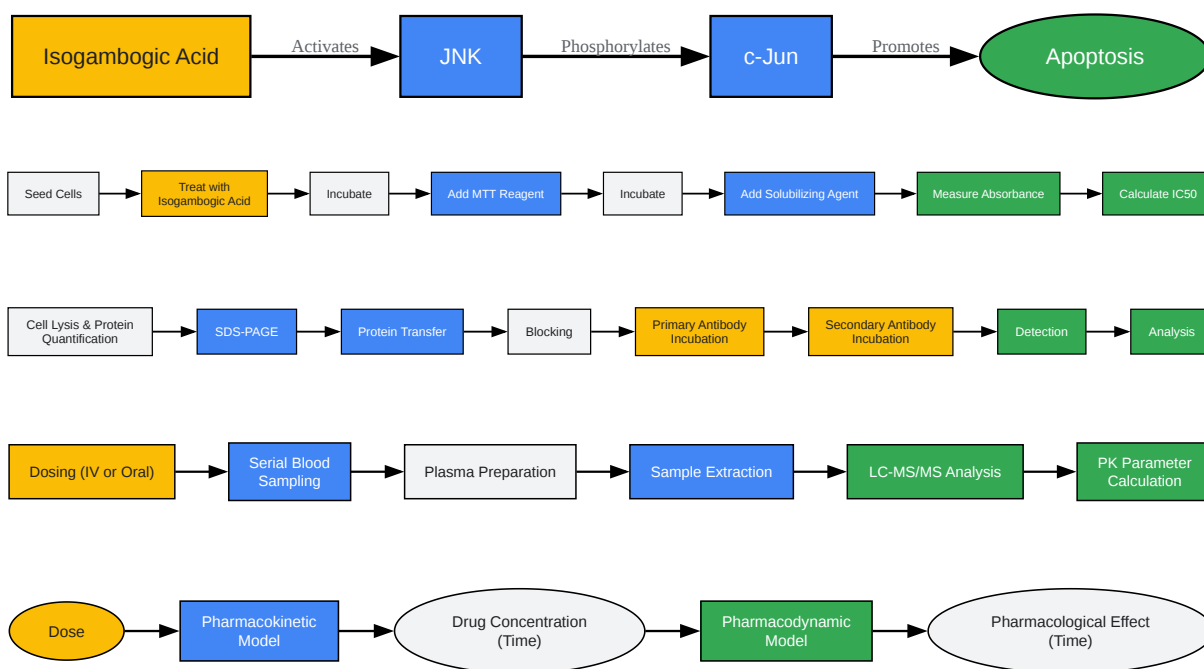 Isogambogic Acid
Activates
JNK
Phosphorylates
c-Jun
Promotes
Apoptosis
Seed Cells
Treat with
Isogambogic Acid
Incubate
Add MTT Reagent
Incubate
Add Solubilizing Agent
Measure Absorbance
Calculate IC50
Cell Lysis & Protein
Quantification
SDS-PAGE
Protein Transfer
Blocking
Primary Antibody
Incubation
Secondary Antibody
Incubation
Detection
Analysis
Dosing (IV or Oral)
Serial Blood
Sampling
Plasma Preparation
Sample Extraction
LC-MS/MS Analysis
PK Parameter
Calculation
Dose
Pharmacokinetic
Model
Drug Concentration
(Time)
Pharmacodynamic
Model
Pharmacological Effect
(Time)